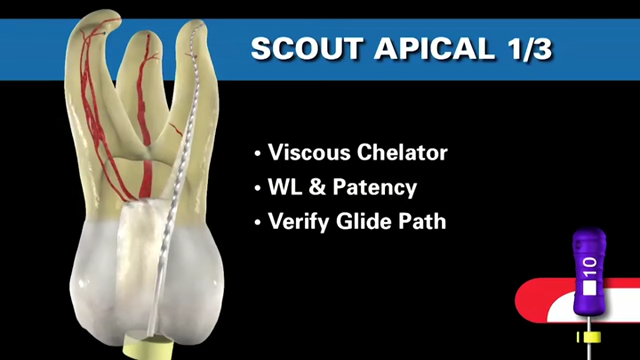 SCOUT APICAL 1/3
• Viscous Chelator
• WL & Patency
• Verify Glide Path
10